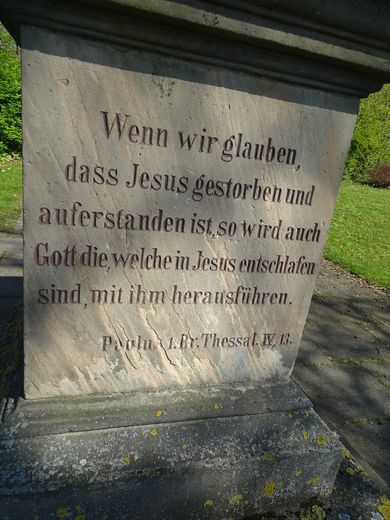 Wenn wir glauben,
dass Jesus gestorben und
auferstanden ist, so wird auch
Gott die, welche in Jesus entschlafen
sind, mit ihm herausführen.
Paulus 1. Br. Thessal. IV, 13.